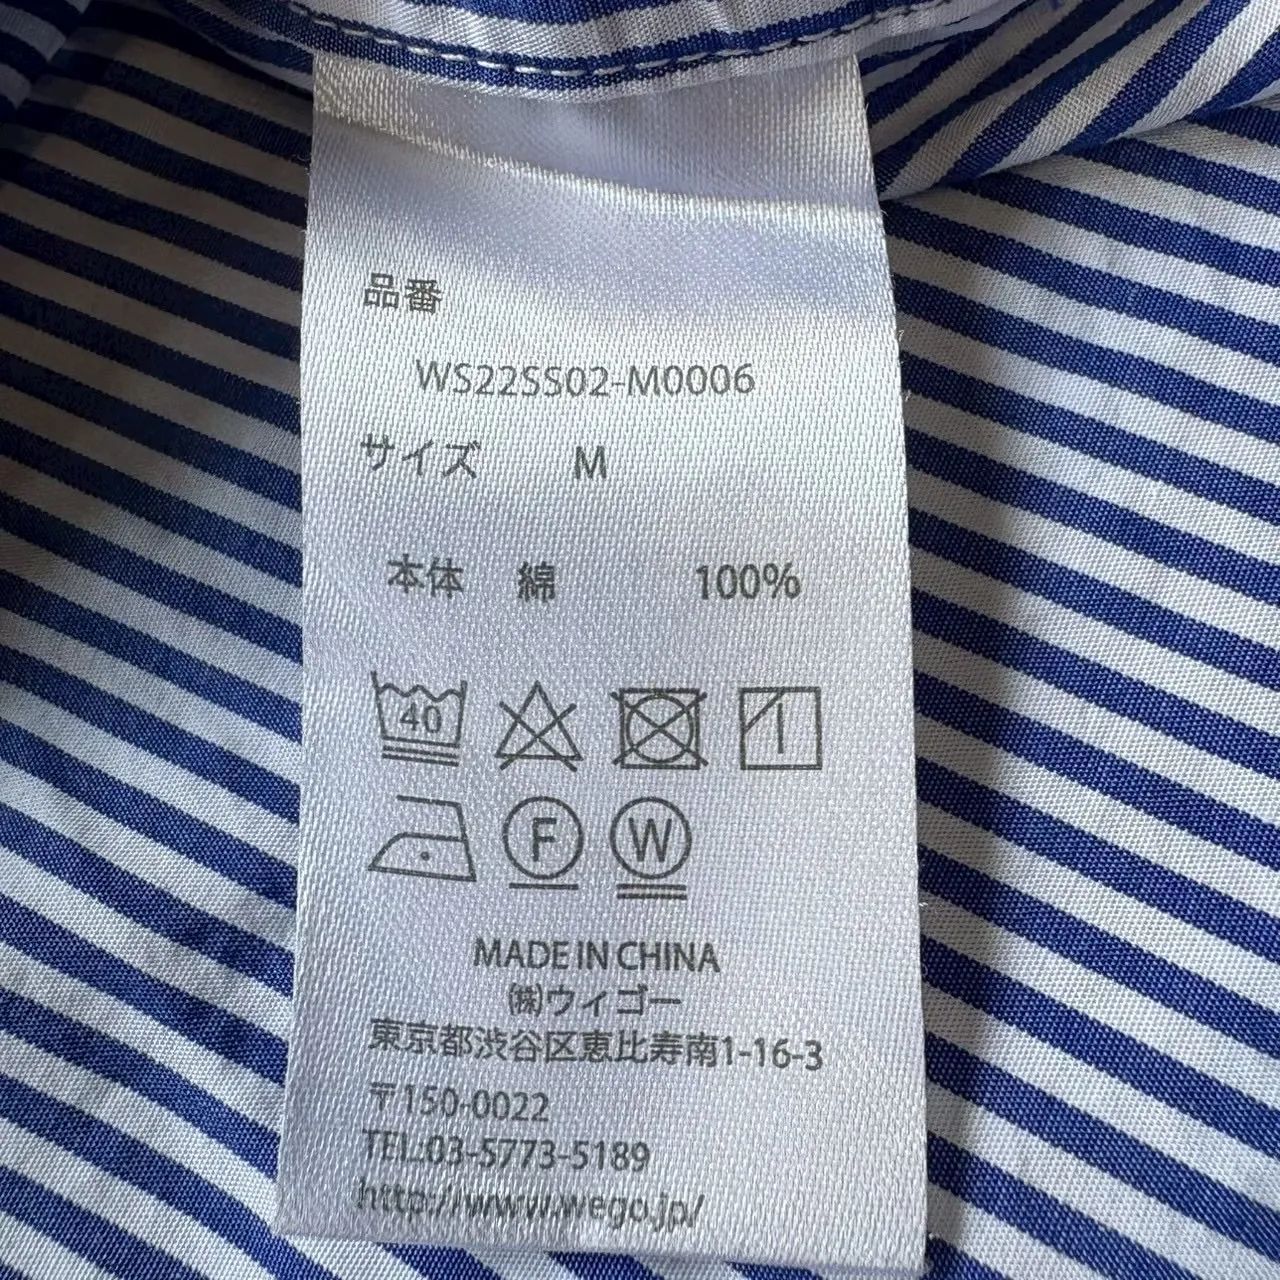 品番
WS22SS02-M0006
サイズ M
本体 綿 100%
40
F W
MADE IN CHINA
㈱ウィゴー
東京都渋谷区恵比寿南1-16-3
〒150-0022
TEL:03-5773-5189
http://www.wego.jp/